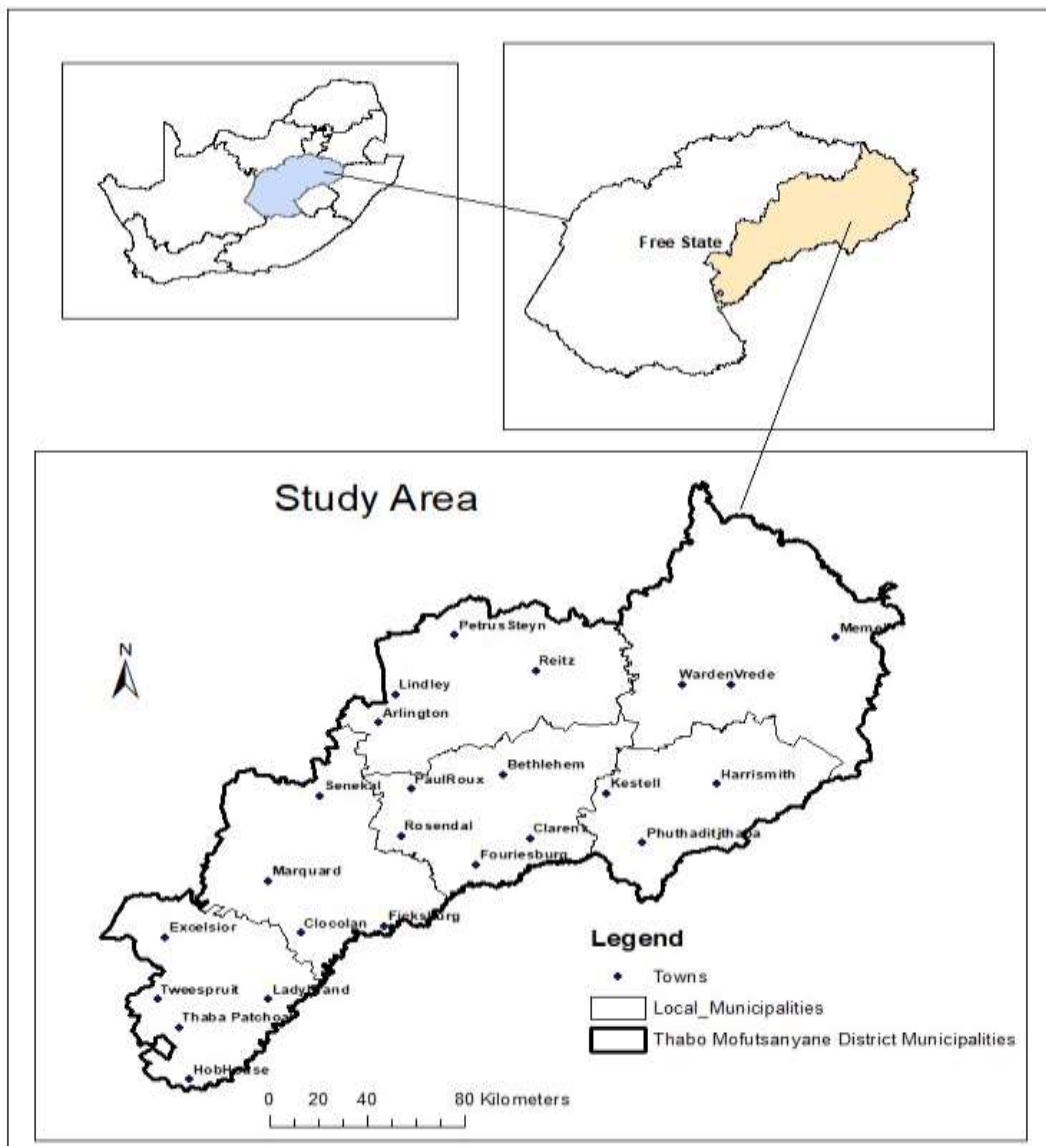 Free State
Study Area
N
PetrusSteyn
Memel
Reitz
WardenVrede
Lindley
Arlington
Bethlehem
Harrismith
Senekal
PaulRoux
Kestell
Rosendal
Clarens
Phuthaditjthaba
Fouriesburg
Marquard
Ficksburg
Clocolan
Excelsior
Legend
Towns
Tweespruit
LadyBrand
Local_Municipalities
Thaba Patchoa
Thabo Mofutsanyane District Municipalities
HobHouse
0 20 40 80 Kilometers